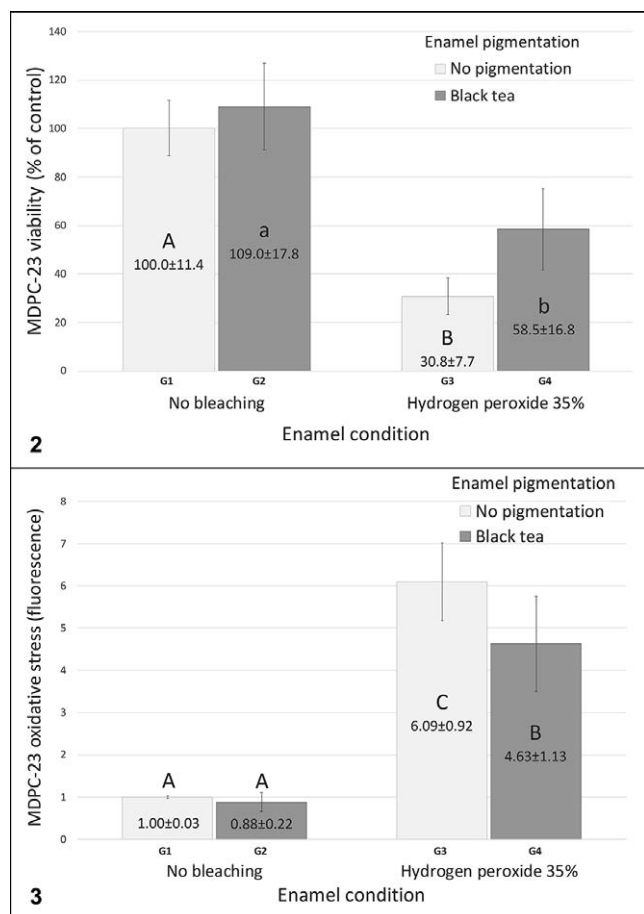 140
120
100
80
60
40
20
0
MDPC-23 viability (% of control)
Enamel pigmentation
No pigmentation
Black tea
A
100.0±11.4
a
109.0±17.8
B
30.8±7.7
b
58.5±16.8
G1
G2
G3
G4
No bleaching
Hydrogen peroxide 35%
Enamel condition
2
8
7
6
5
4
3
2
1
0
MDPC-23 oxidative stress (fluorescence)
Enamel pigmentation
No pigmentation
Black tea
A
1.00±0.03
A
0.88±0.22
C
6.09±0.92
B
4.63±1.13
G1
G2
G3
G4
No bleaching
Hydrogen peroxide 35%
Enamel condition
3